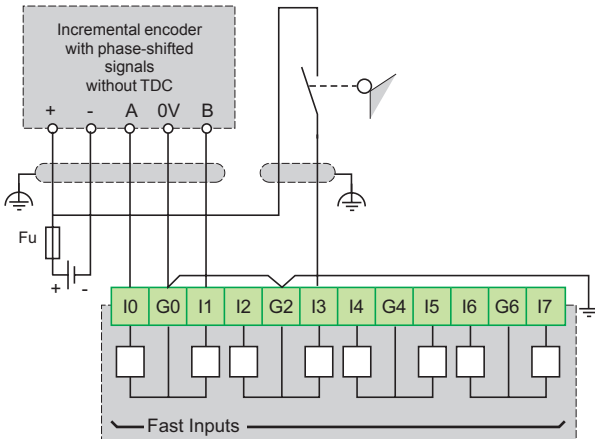 Incremental encoder
with phase-shifted
signals
without TDC
+ - A 0V B
Fu
+ -
I0 G0 I1 I2 G2 I3 I4 G4 I5 I6 G6 I7
Fast Inputs